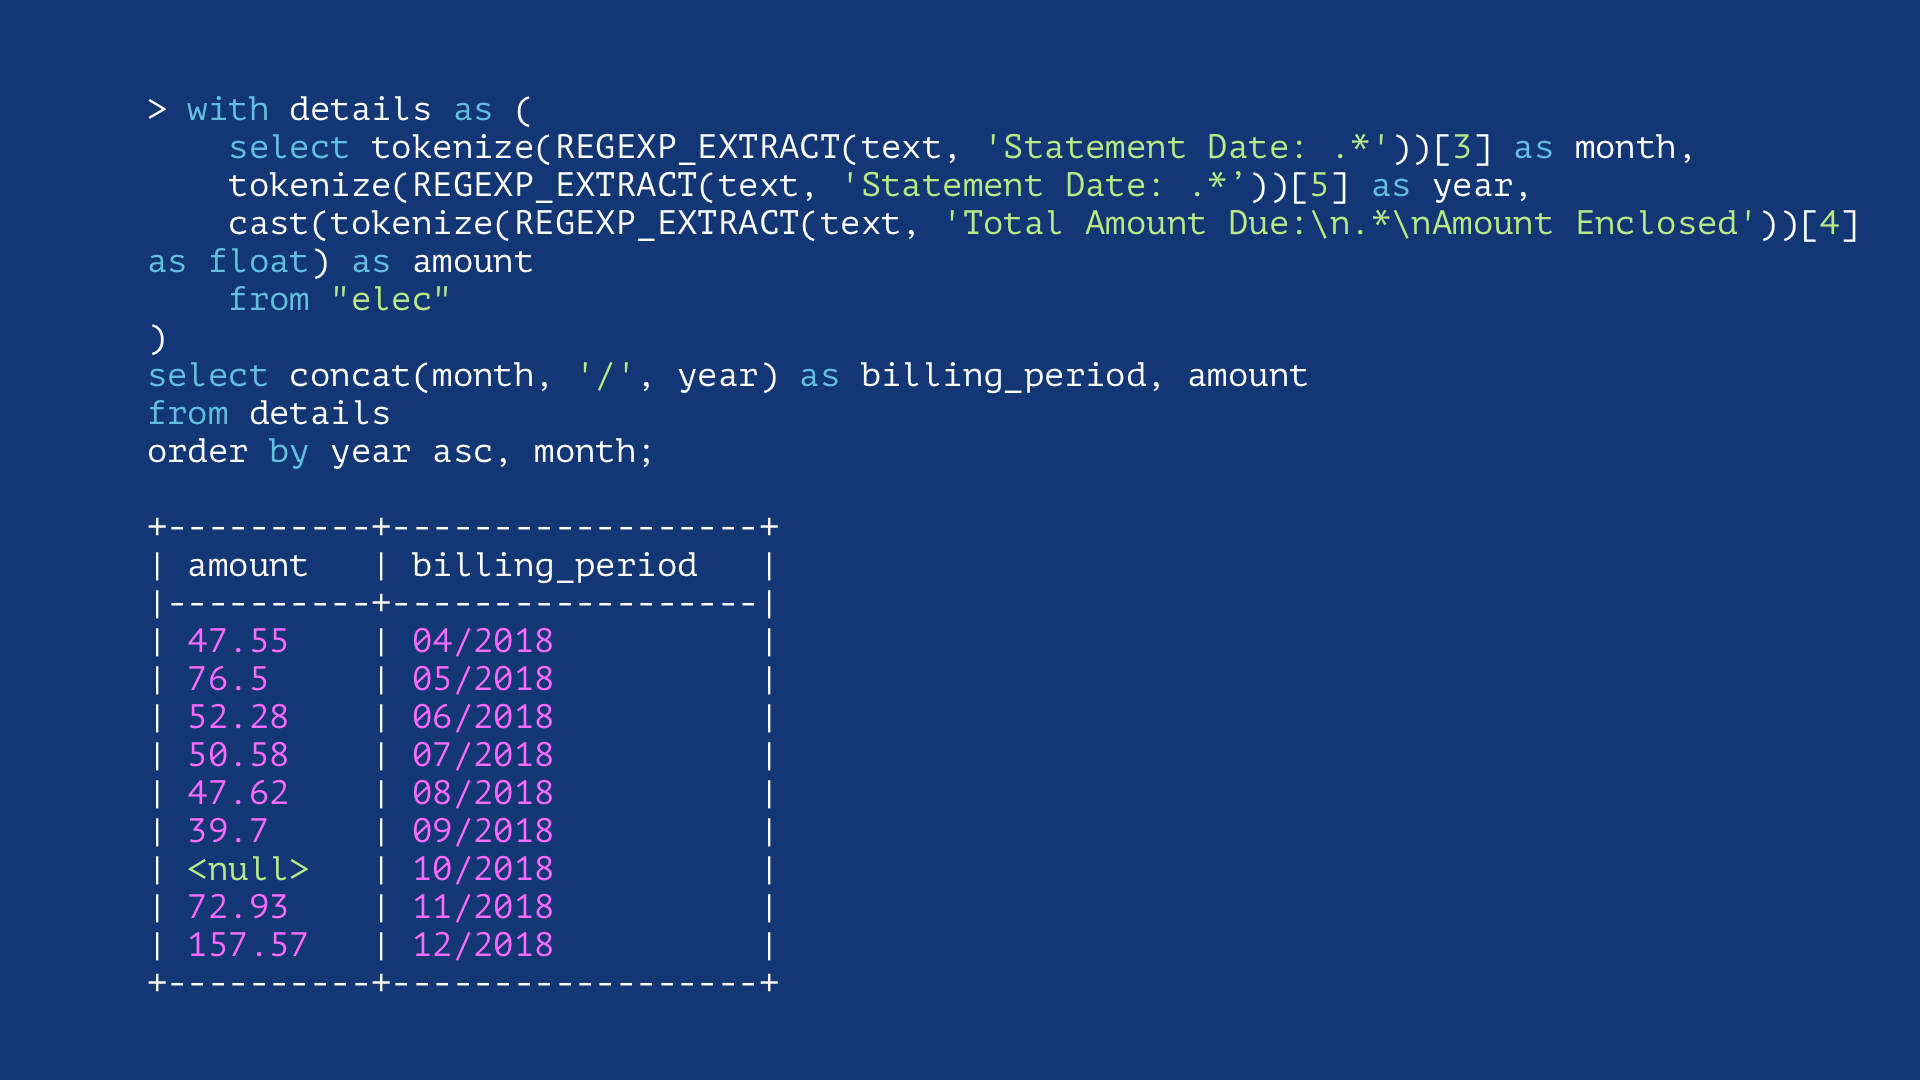 > with details as (
    select tokenize(REGEXP_EXTRACT(text, 'Statement Date: .*'))[3] as month,
    tokenize(REGEXP_EXTRACT(text, 'Statement Date: .*’))[5] as year,
    cast(tokenize(REGEXP_EXTRACT(text, 'Total Amount Due:\n.*\nAmount Enclosed'))[4]
as float) as amount
    from "elec"
)
select concat(month, '/', year) as billing_period, amount
from details
order by year asc, month;

+----------+------------------+
| amount   | billing_period   |
|----------+------------------|
| 47.55    | 04/2018          |
| 76.5     | 05/2018          |
| 52.28    | 06/2018          |
| 50.58    | 07/2018          |
| 47.62    | 08/2018          |
| 39.7     | 09/2018          |
| <null>   | 10/2018          |
| 72.93    | 11/2018          |
| 157.57   | 12/2018          |
+----------+------------------+